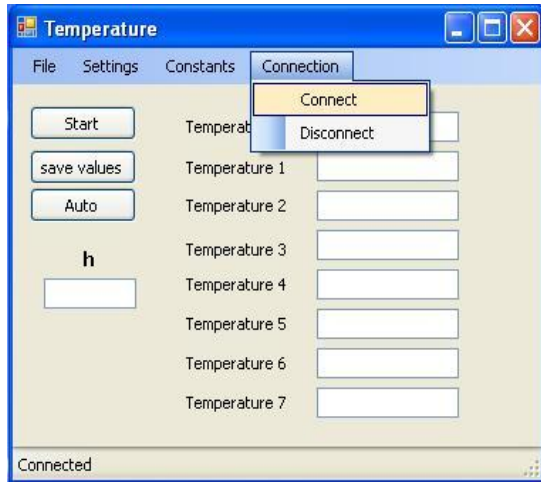 Temperature
File Settings Constants Connection
Connect
Disconnect
Start
save values
Auto
h
Temperature 1
Temperature 2
Temperature 3
Temperature 4
Temperature 5
Temperature 6
Temperature 7
Connected